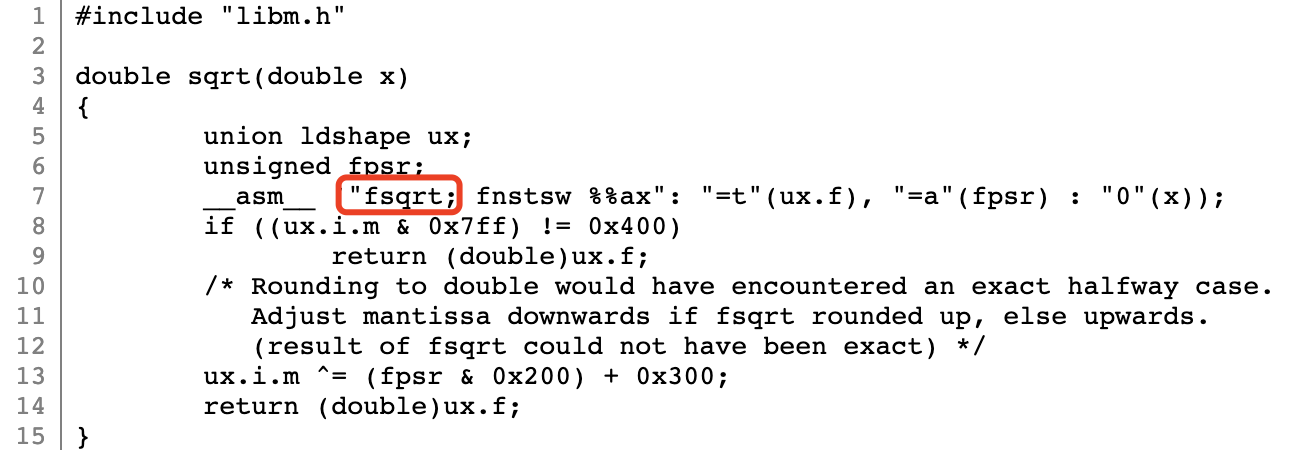 1 #include "libm.h"
2
3 double sqrt(double x)
4 {
5 union ldshape ux;
6 unsigned fpsr;
7 __asm__ ("fsqrt; fnstsw %%ax": "=t"(ux.f), "=a"(fpsr) : "0"(x));
8 if ((ux.i.m & 0x7ff) != 0x400)
9 return (double)ux.f;
10 /* Rounding to double would have encountered an exact halfway case.
11 Adjust mantissa downwards if fsqrt rounded up, else upwards.
12 (result of fsqrt could not have been exact) */
13 ux.i.m ^= (fpsr & 0x200) + 0x300;
14 return (double)ux.f;
15 }